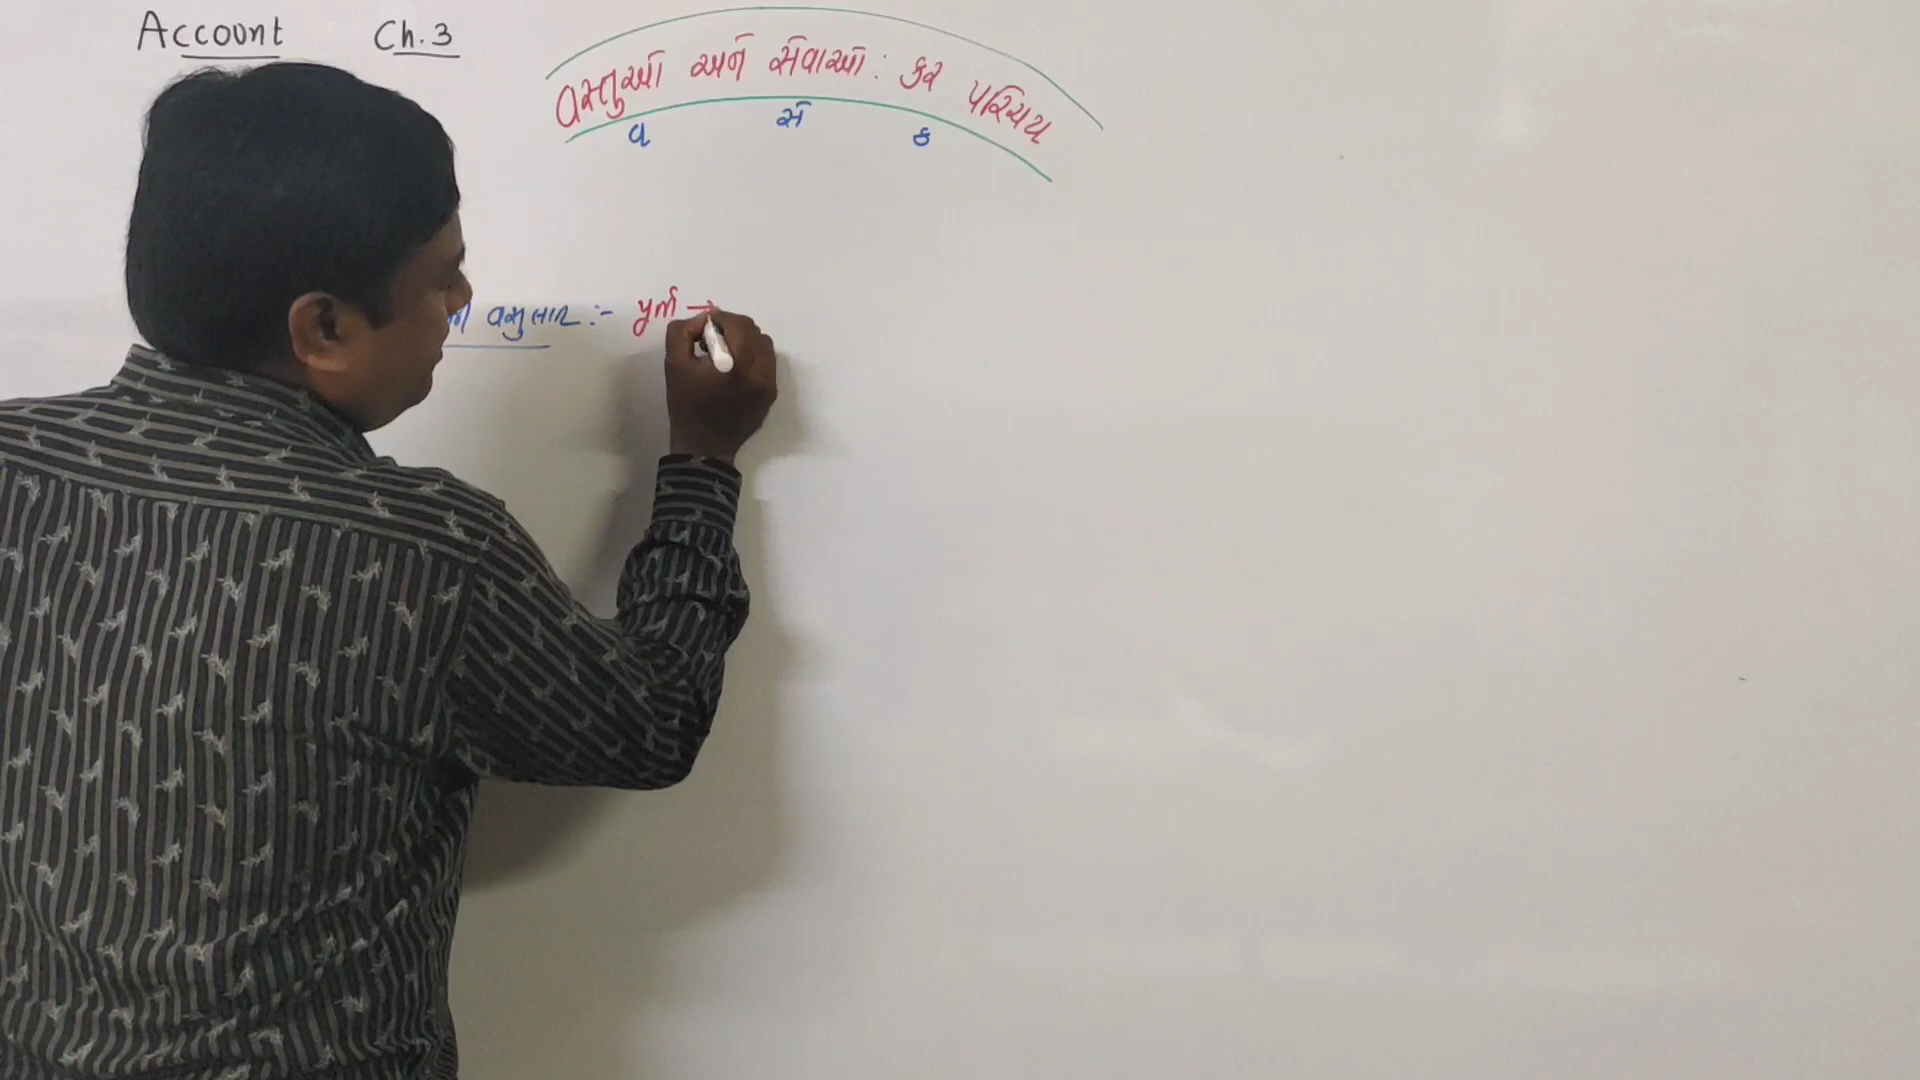 Account Ch.3
વસ્તુઓ અને સેવાઓ : કર પરિચય
વ સે ક
વસુલાત :- મુળ →